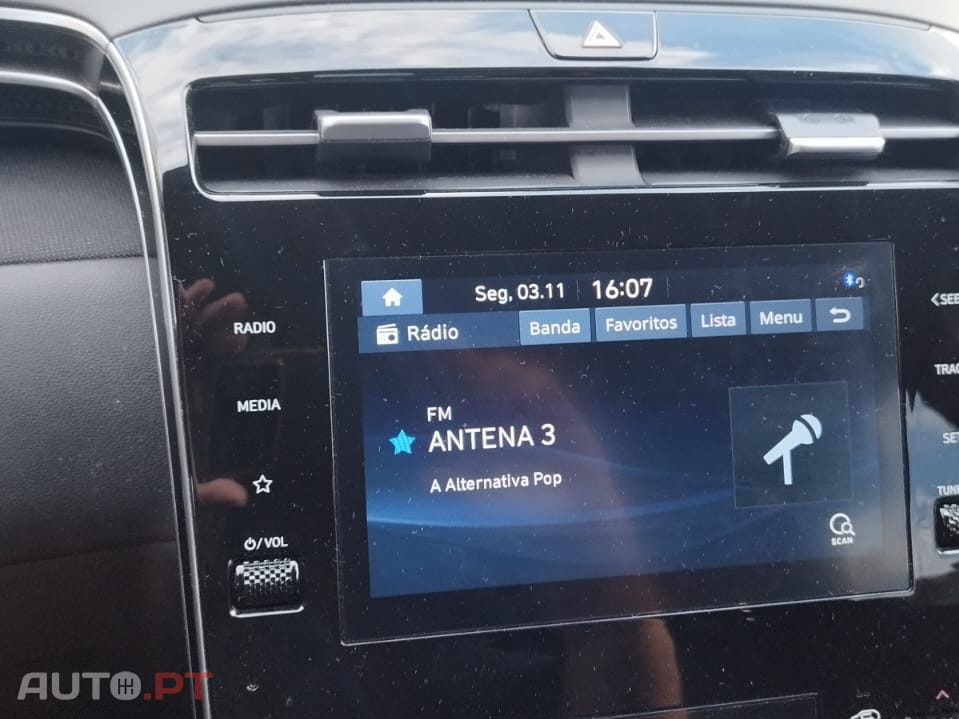 Seg, 03.11 16:07
Rádio Banda Favoritos Lista Menu
FM
ANTENA 3
A Alternativa Pop
SCAN
RADIO
MEDIA
/VOL
AUTO.PT